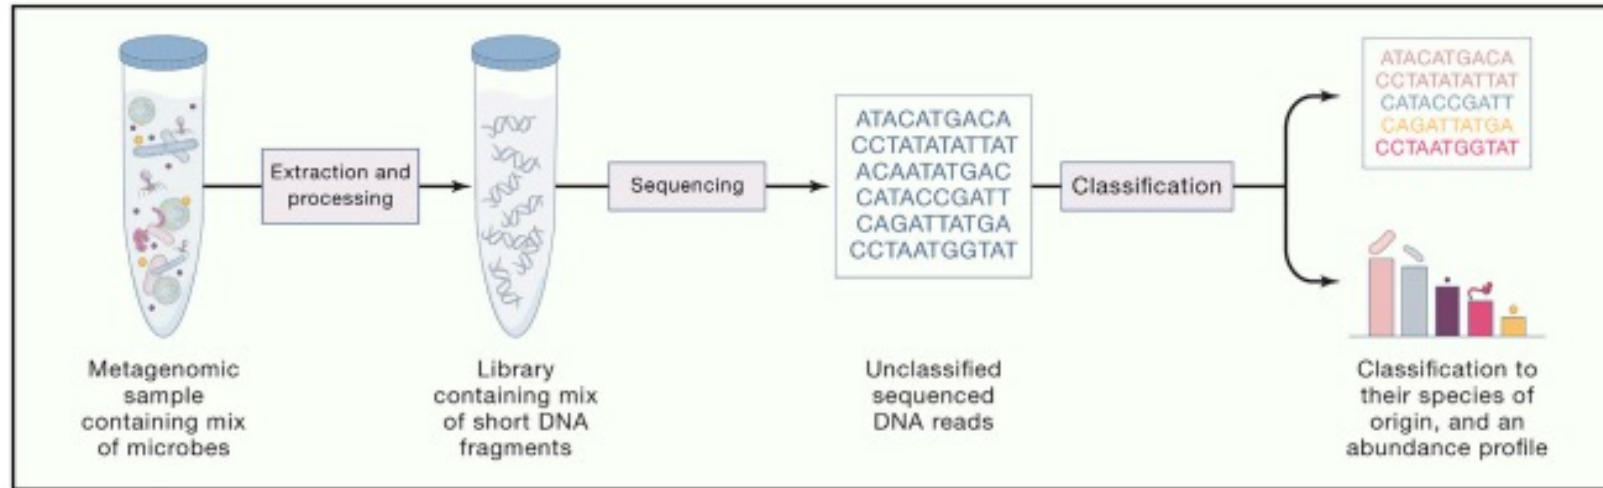 Metagenomic
sample
containing mix
of microbes
Extraction and
processing
Library
containing mix
of short DNA
fragments
Sequencing
ATACATGACA
CCTATATATTAT
ACAATATGAC
CATACCGATT
CAGATTATGA
CCTAATGGTAT
Unclassified
sequenced
DNA reads
Classification
ATACATGACA
CCTATATATTAT
CATACCGATT
CAGATTATGA
CCTAATGGTAT
Classification to
their species of
origin, and an
abundance profile